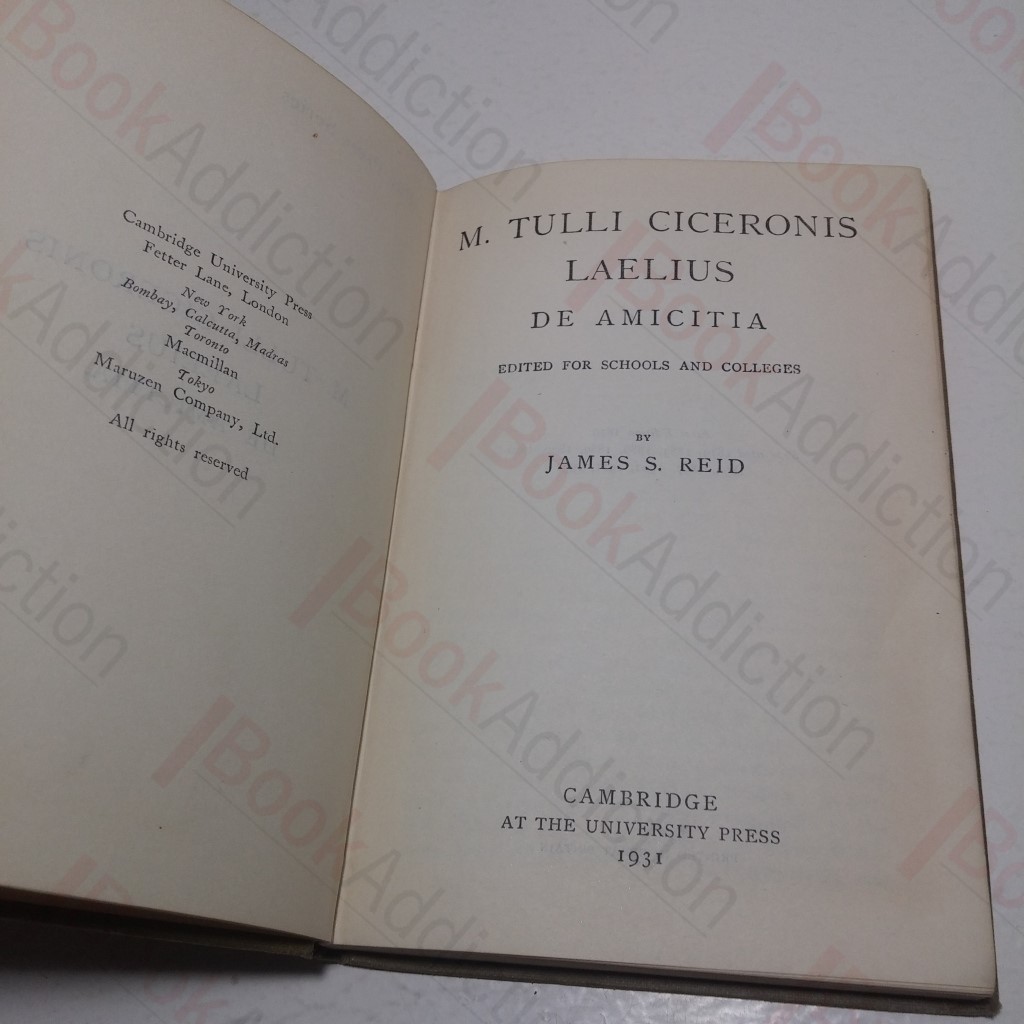 Cambridge University Press
Fetter Lane, London
New York
Bombay, Calcutta, Madras
Toronto
Macmillan
Tokyo
Maruzen Company, Ltd.
All rights reserved
M. TULLI CICERONIS
LAELIUS
DE AMICITIA
EDITED FOR SCHOOLS AND COLLEGES
BY
JAMES S. REID
CAMBRIDGE
AT THE UNIVERSITY PRESS
1931
BookAddiction